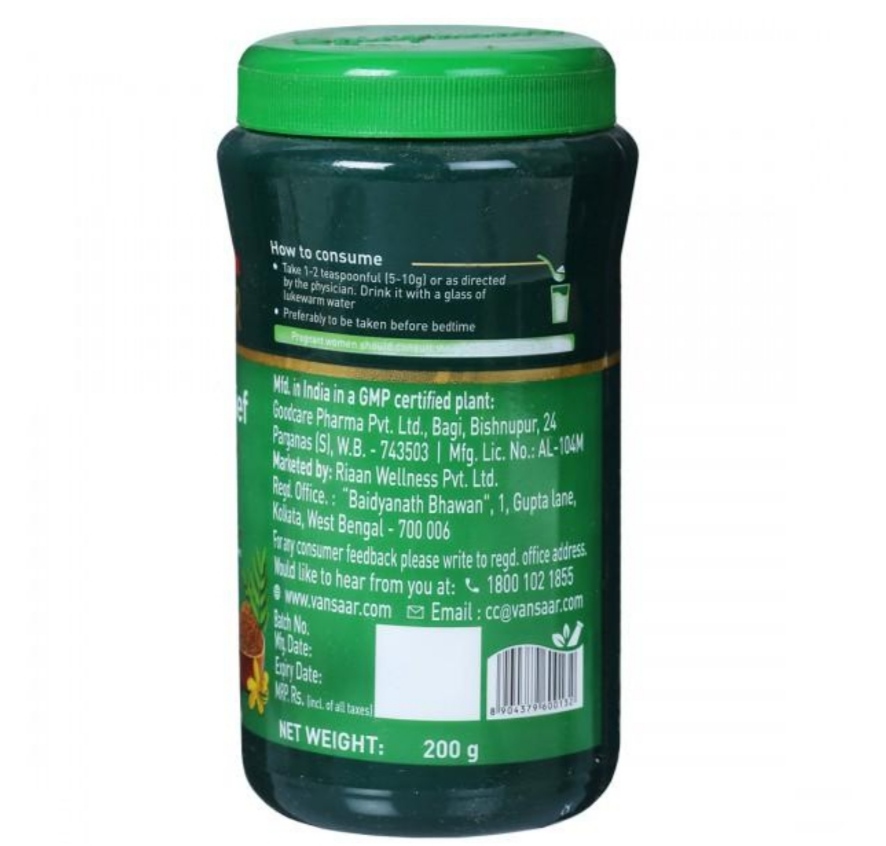 How to consume
• Take 1-2 teaspoonful (5-10g) or as directed
by the physician. Drink it with a glass of
lukewarm water
• Preferably to be taken before bedtime
Pregnant women should consult
ef
Mfd. in India in a GMP certified plant:
Goodcare Pharma Pvt. Ltd., Bagi, Bishnupur, 24
Parganas (S), W.B. - 743503 | Mfg. Lic. No.: AL-104M
Marketed by: Riaan Wellness Pvt. Ltd.
Regd. Office. : "Baidyanath Bhawan", 1, Gupta lane,
Kolkata, West Bengal - 700 006
For any consumer feedback please write to regd. office address.
Would like to hear from you at: 1800 102 1855
www.vansaar.com Email : cc@vansaar.com
Batch No.
Mfg. Date:
Expiry Date:
MRP. Rs. (incl. of all taxes)
8 904379 600132
NET WEIGHT: 200 g